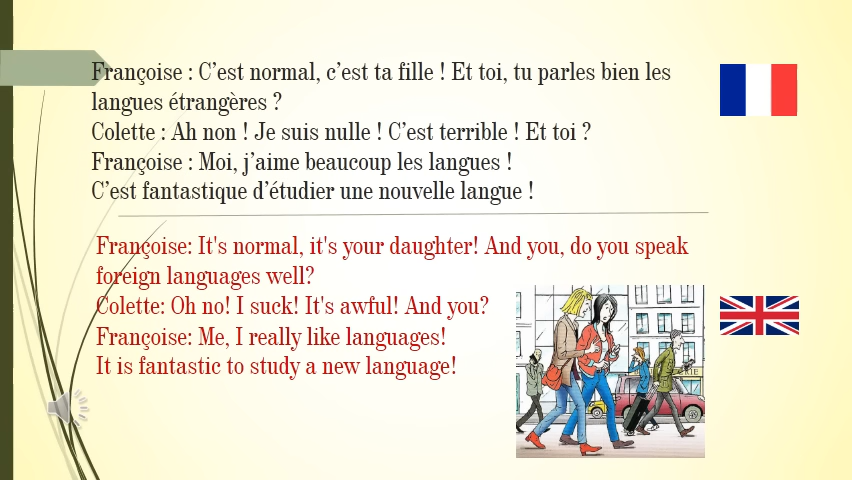 Françoise : C’est normal, c’est ta fille ! Et toi, tu parles bien les
langues étrangères ?
Colette : Ah non ! Je suis nulle ! C’est terrible ! Et toi ?
Françoise : Moi, j’aime beaucoup les langues !
C’est fantastique d’étudier une nouvelle langue !
Françoise: It's normal, it's your daughter! And you, do you speak
foreign languages well?
Colette: Oh no! I suck! It's awful! And you?
Françoise: Me, I really like languages!
It is fantastic to study a new language!